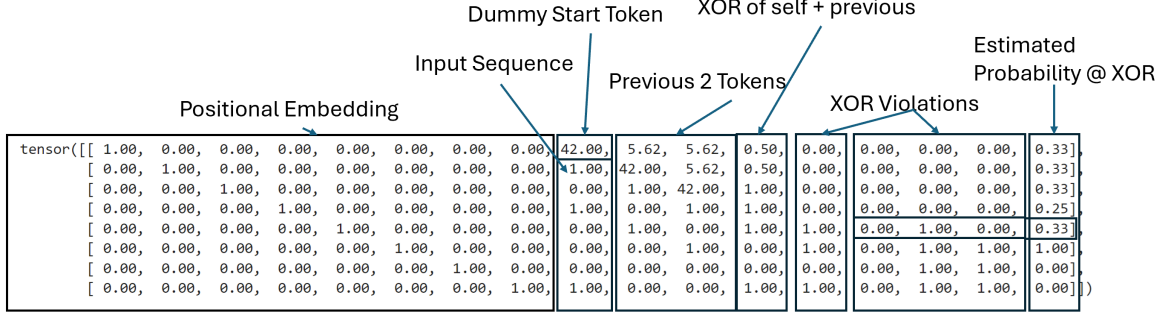 Dummy Start Token
XOR of self + previous
Input Sequence
Previous 2 Tokens
Estimated
Probability @ XOR
Positional Embedding
XOR Violations
tensor([[ 1.00, 0.00, 0.00, 0.00, 0.00, 0.00, 0.00, 0.00, 42.00, 5.62, 5.62, 0.50, 0.00, 0.00, 0.00, 0.00, 0.33],
[ 0.00, 1.00, 0.00, 0.00, 0.00, 0.00, 0.00, 0.00, 1.00, 42.00, 5.62, 0.50, 0.00, 0.00, 0.00, 0.00, 0.33],
[ 0.00, 0.00, 1.00, 0.00, 0.00, 0.00, 0.00, 0.00, 0.00, 1.00, 42.00, 1.00, 0.00, 0.00, 0.00, 0.00, 0.33],
[ 0.00, 0.00, 0.00, 1.00, 0.00, 0.00, 0.00, 0.00, 1.00, 0.00, 1.00, 1.00, 0.00, 0.00, 0.00, 0.00, 0.25],
[ 0.00, 0.00, 0.00, 0.00, 1.00, 0.00, 0.00, 0.00, 0.00, 1.00, 0.00, 1.00, 1.00, 0.00, 1.00, 0.00, 0.33],
[ 0.00, 0.00, 0.00, 0.00, 0.00, 1.00, 0.00, 0.00, 0.00, 0.00, 1.00, 0.00, 1.00, 0.00, 1.00, 1.00, 1.00],
[ 0.00, 0.00, 0.00, 0.00, 0.00, 0.00, 1.00, 0.00, 0.00, 0.00, 0.00, 0.00, 0.00, 0.00, 1.00, 1.00, 0.00],
[ 0.00, 0.00, 0.00, 0.00, 0.00, 0.00, 0.00, 1.00, 1.00, 0.00, 0.00, 1.00, 1.00, 0.00, 1.00, 1.00, 0.00]])